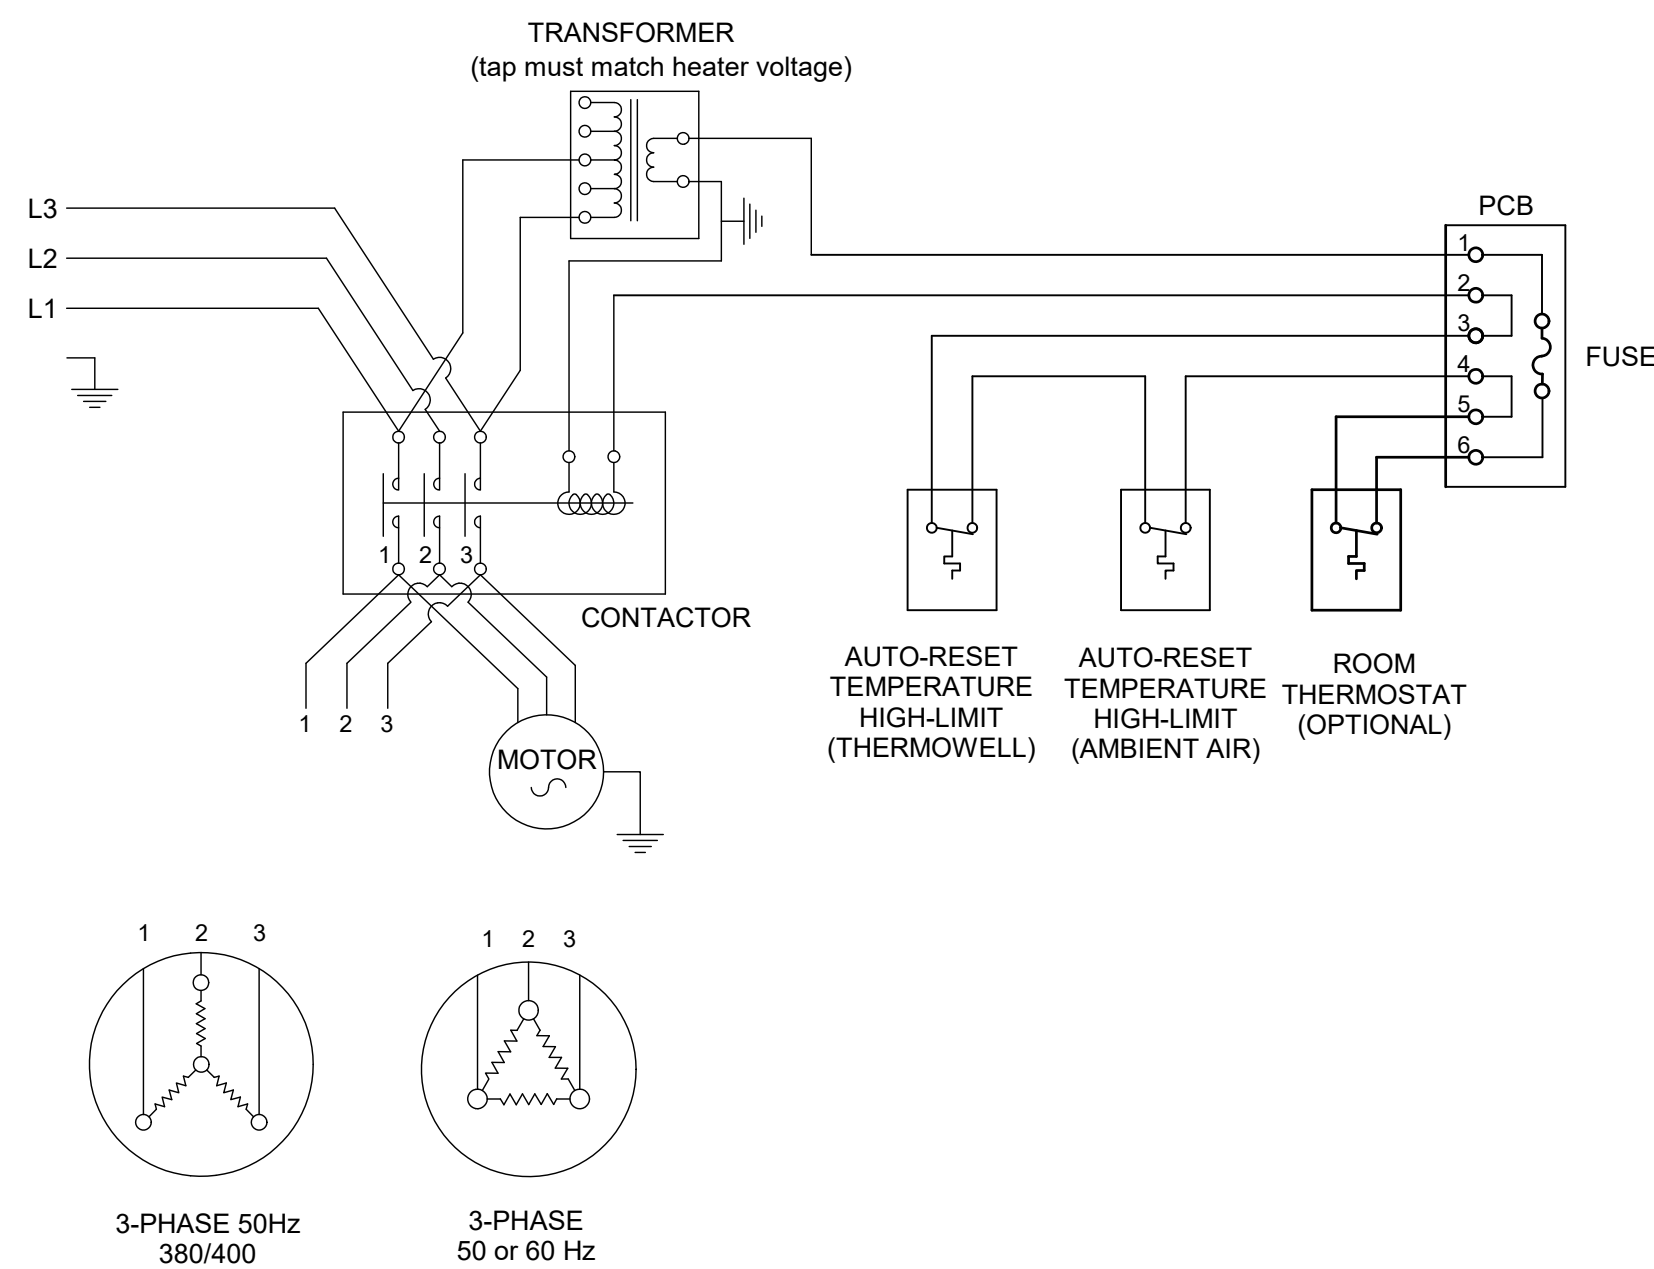 TRANSFORMER
(tap must match heater voltage)
L3
L2
L1
PCB
1
2
3
4
5
6
FUSE
1 2 3
CONTACTOR
1 2 3
MOTOR
AUTO-RESET
TEMPERATURE
HIGH-LIMIT
(THERMOWELL)
AUTO-RESET
TEMPERATURE
HIGH-LIMIT
(AMBIENT AIR)
ROOM
THERMOSTAT
(OPTIONAL)
1 2 3
3-PHASE 50Hz
380/400
1 2 3
3-PHASE
50 or 60 Hz